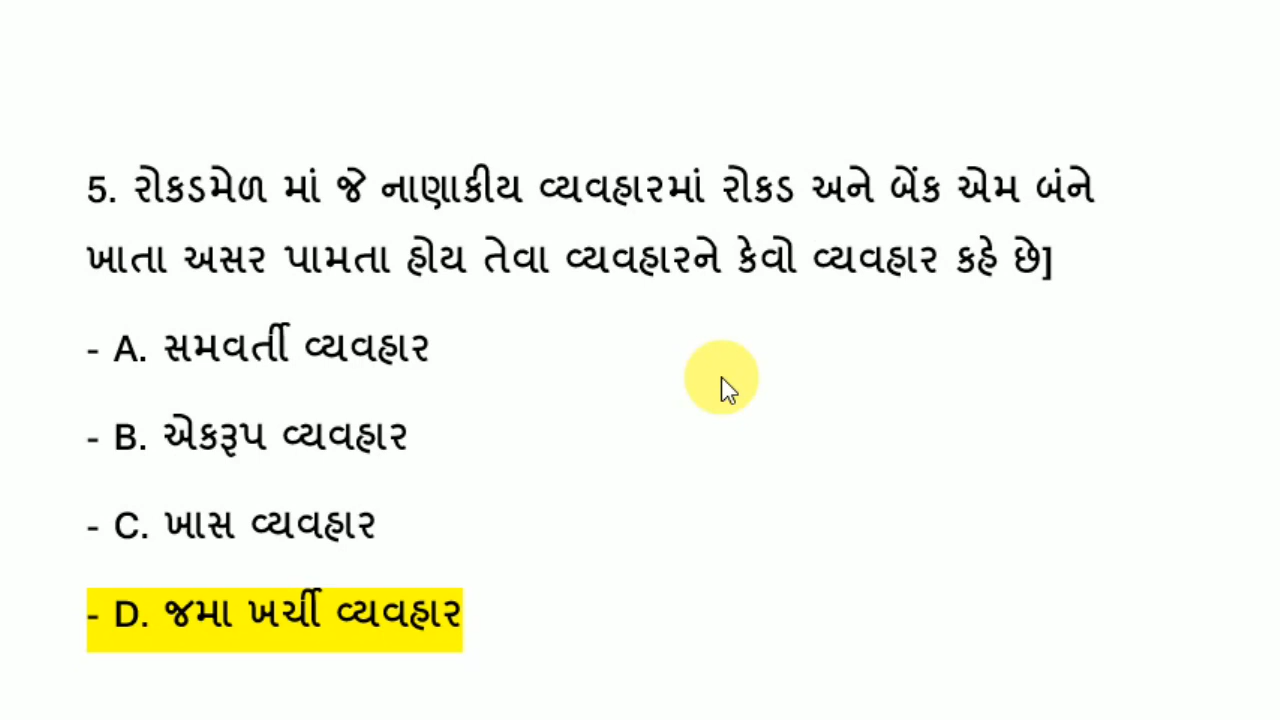 5. રોકડમેળ માં જે નાણાકીય વ્યવહારમાં રોકડ અને બેંક એમ બંને
ખાતા અસર પામતા હોય તેવા વ્યવહારને કેવો વ્યવહાર કહે છે]
- A. સમવર્તી વ્યવહાર
- B. એકરૂપ વ્યવહાર
- C. ખાસ વ્યવહાર
- D. જમા ખર્ચી વ્યવહાર